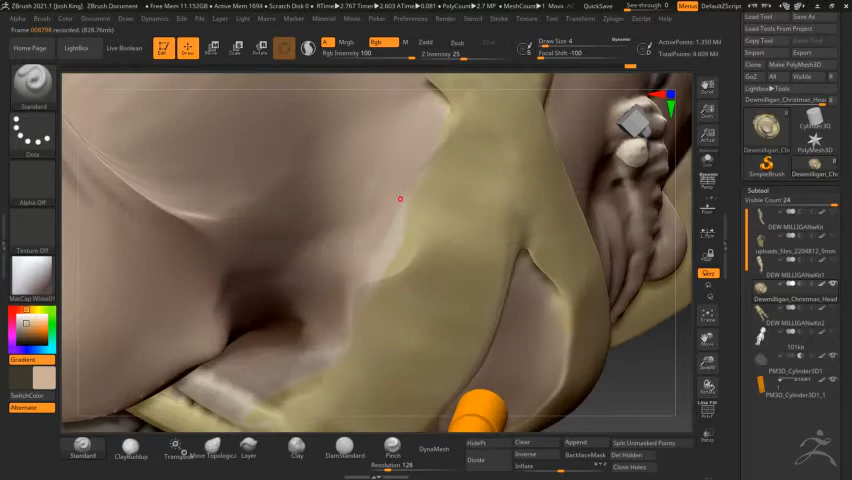 ZBrush 2021.1 [Josh King]
ZBrush Document
● Free Mem 11.152GB ● Active Mem 1694 ● Scratch Disk 0 ● RTime►2.767 Timer►2.603 ATime►0.081 ● PolyCount►2.7 MP ● MeshCount►1
QuickSave
See-through 0
Menus
DefaultZScript
Alpha Brush Color Document Draw Dynamics Edit File Layer Light Macro Marker Material Movie Picker Preferences Render Stencil Stroke Texture Tool Transform Zplugin Zscript Help
Frame 008798 recorded. (828.76mib)
Home Page
LightBox
Live Boolean
Edit
Draw
Move
Scale
Rotate
A
Mrgb
Rgb
M
Rgb Intensity 100
Zadd
Zsub
Z Intensity 25
Draw Size 4
Dynamic
Focal Shift -100
ActivePoints: 1.350 Mil
TotalPoints: 4.609 Mil
Standard
Dots
Alpha Off
Texture Off
MatCap White01
Gradient
SwitchColor
Alternate
Scroll
Zoom
Actual
Persp
Floor
L.Sym
Frame
Move
Rotate
Load Tool
Save As
Load Tools From Project
Copy Tool
Import
Export
Clone
Make PolyMesh3D
GoZ
All
Visible
R
Lightbox►Tools
Dewmilligan_Christmas_Head
Cylinder3D
PolyMesh3D
SimpleBrush
Subtool
Visible Count 24
DEW MILLIGANwKit
uploads_files_2204812_9mm
DEW MILLIGANwKit1
Dewmilligan_Christmas_Head
DEW MILLIGANwKit2
PM3D_Cylinder3D1
PM3D_Cylinder3D1_1
Standard
ClayBuildup
Move Topologica
Layer
Clay
DamStandard
Pinch
DynaMesh
Resolution 128
HidePt
Divide
Clear
Inverse
Inflate
Append
BackfaceMask
Split Unmasked Points
Del Hidden
Close Holes